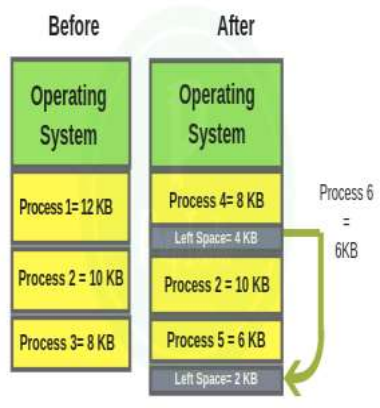 Before
Operating
System
Process 1= 12 KB
Process 2 = 10 KB
Process 3= 8 KB
After
Operating
System
Process 4= 8 KB
Left Space= 4 KB
Process 2 = 10 KB
Process 5 = 6 KB
Left Space= 2 KB
Process 6
=
6KB